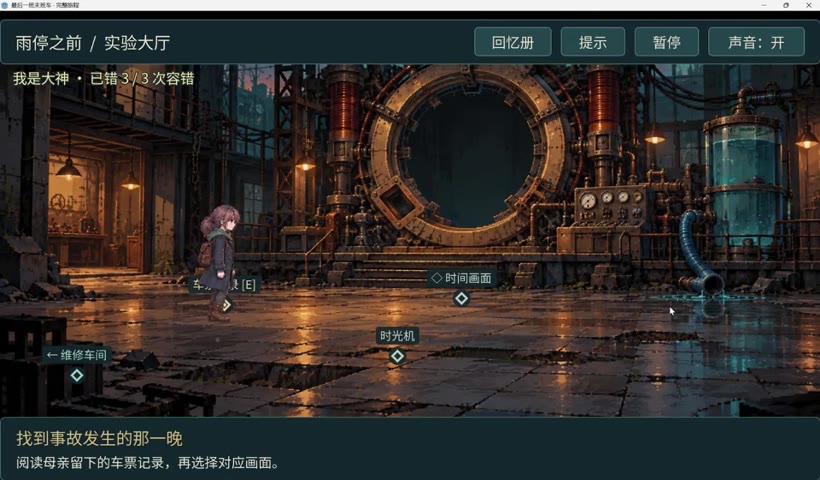 最后一班末班车 · 完整旅程
雨停之前 / 实验大厅
回忆册
提示
暂停
声音：开
我是大神 · 已错 3 / 3 次容错
[E]
◇ 时间画面
时光机
← 维修车间
找到事故发生的那一晚
阅读母亲留下的车票记录，再选择对应画面。